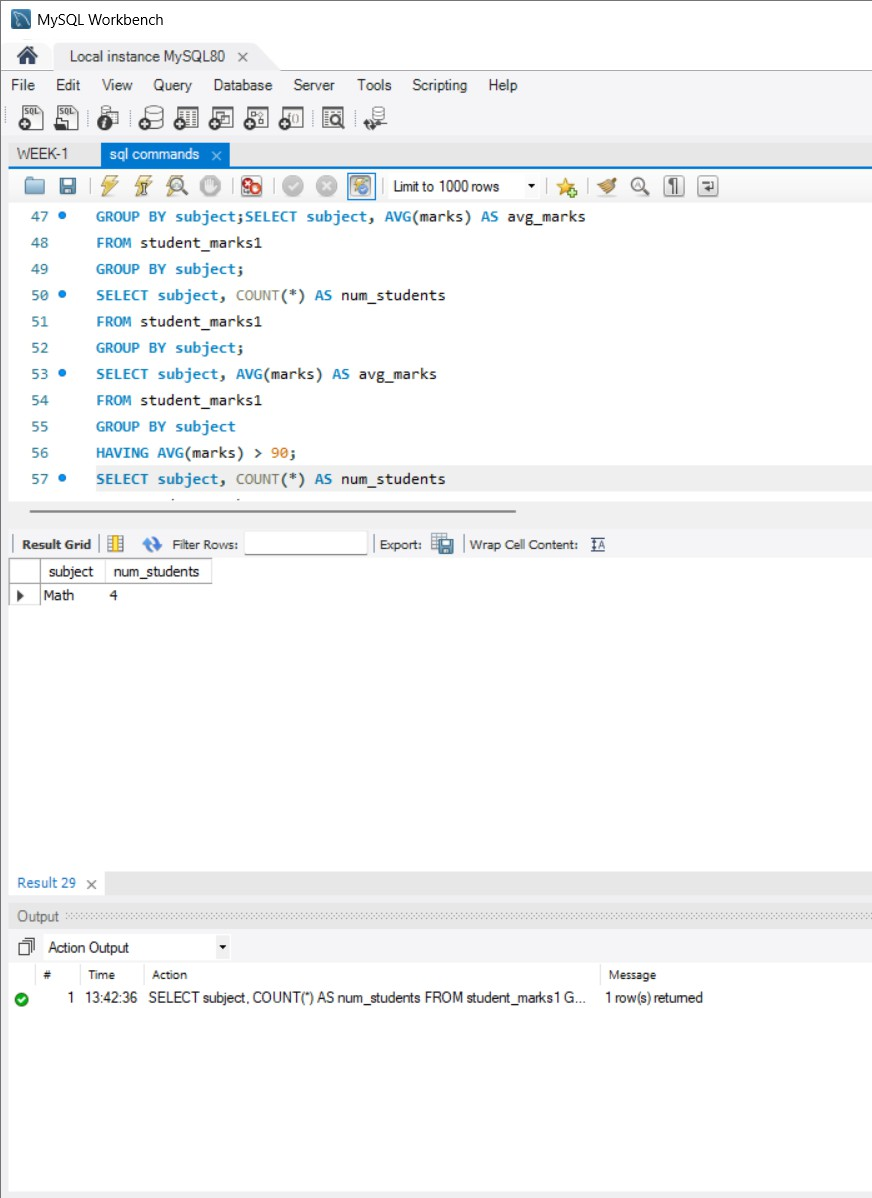 MySQL Workbench
Local instance MySQL80
File Edit View Query Database Server Tools Scripting Help
WEEK-1 sql commands
Limit to 1000 rows
47 GROUP BY subject;SELECT subject, AVG(marks) AS avg_marks
48 FROM student_marks1
49 GROUP BY subject;
50 SELECT subject, COUNT(*) AS num_students
51 FROM student_marks1
52 GROUP BY subject;
53 SELECT subject, AVG(marks) AS avg_marks
54 FROM student_marks1
55 GROUP BY subject
56 HAVING AVG(marks) > 90;
57 SELECT subject, COUNT(*) AS num_students
Result Grid Filter Rows: Export: Wrap Cell Content:
subject num_students
Math 4
Result 29
Output
Action Output
# Time Action Message
1 13:42:36 SELECT subject, COUNT(*) AS num_students FROM student_marks1 G... 1 row(s) returned